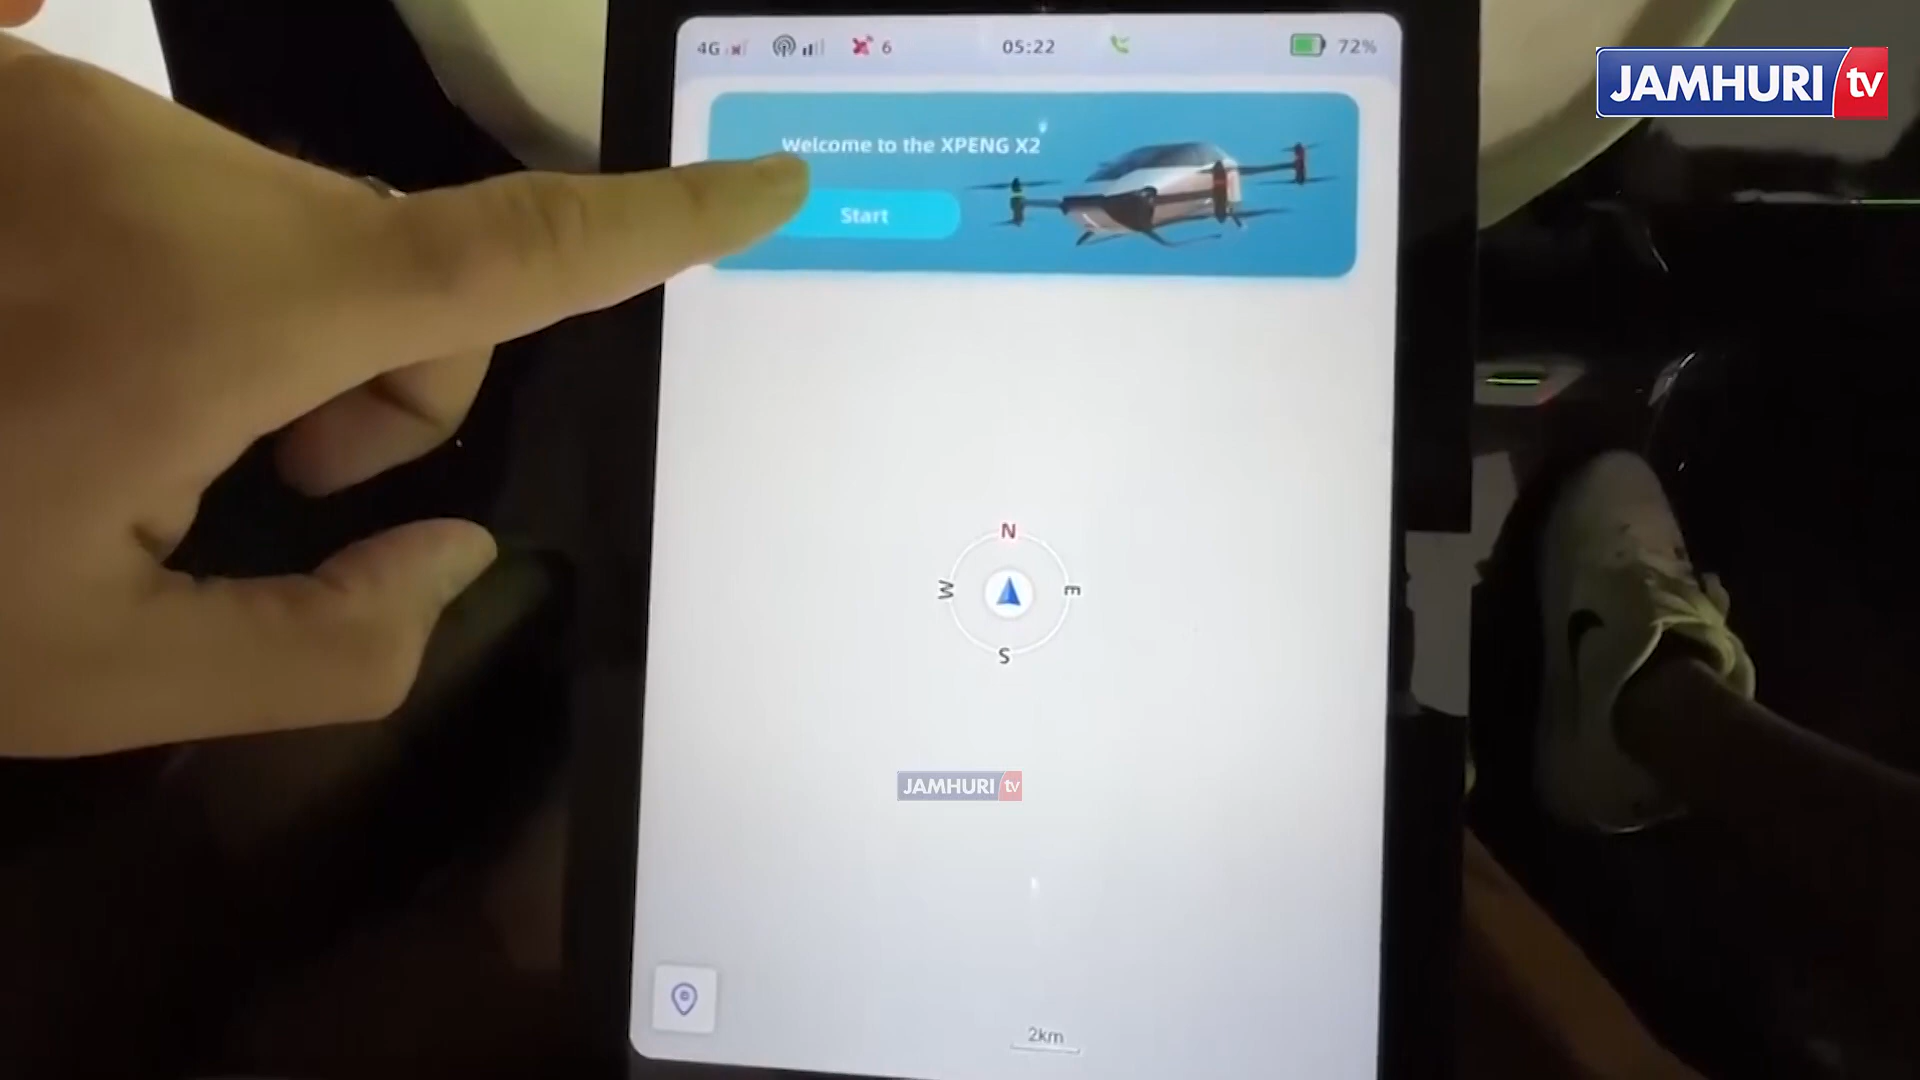 4G
6
05:22
72%
JAMHURI tv
Welcome to the XPENG X2
Start
N
W
E
S
JAMHURI tv
2km